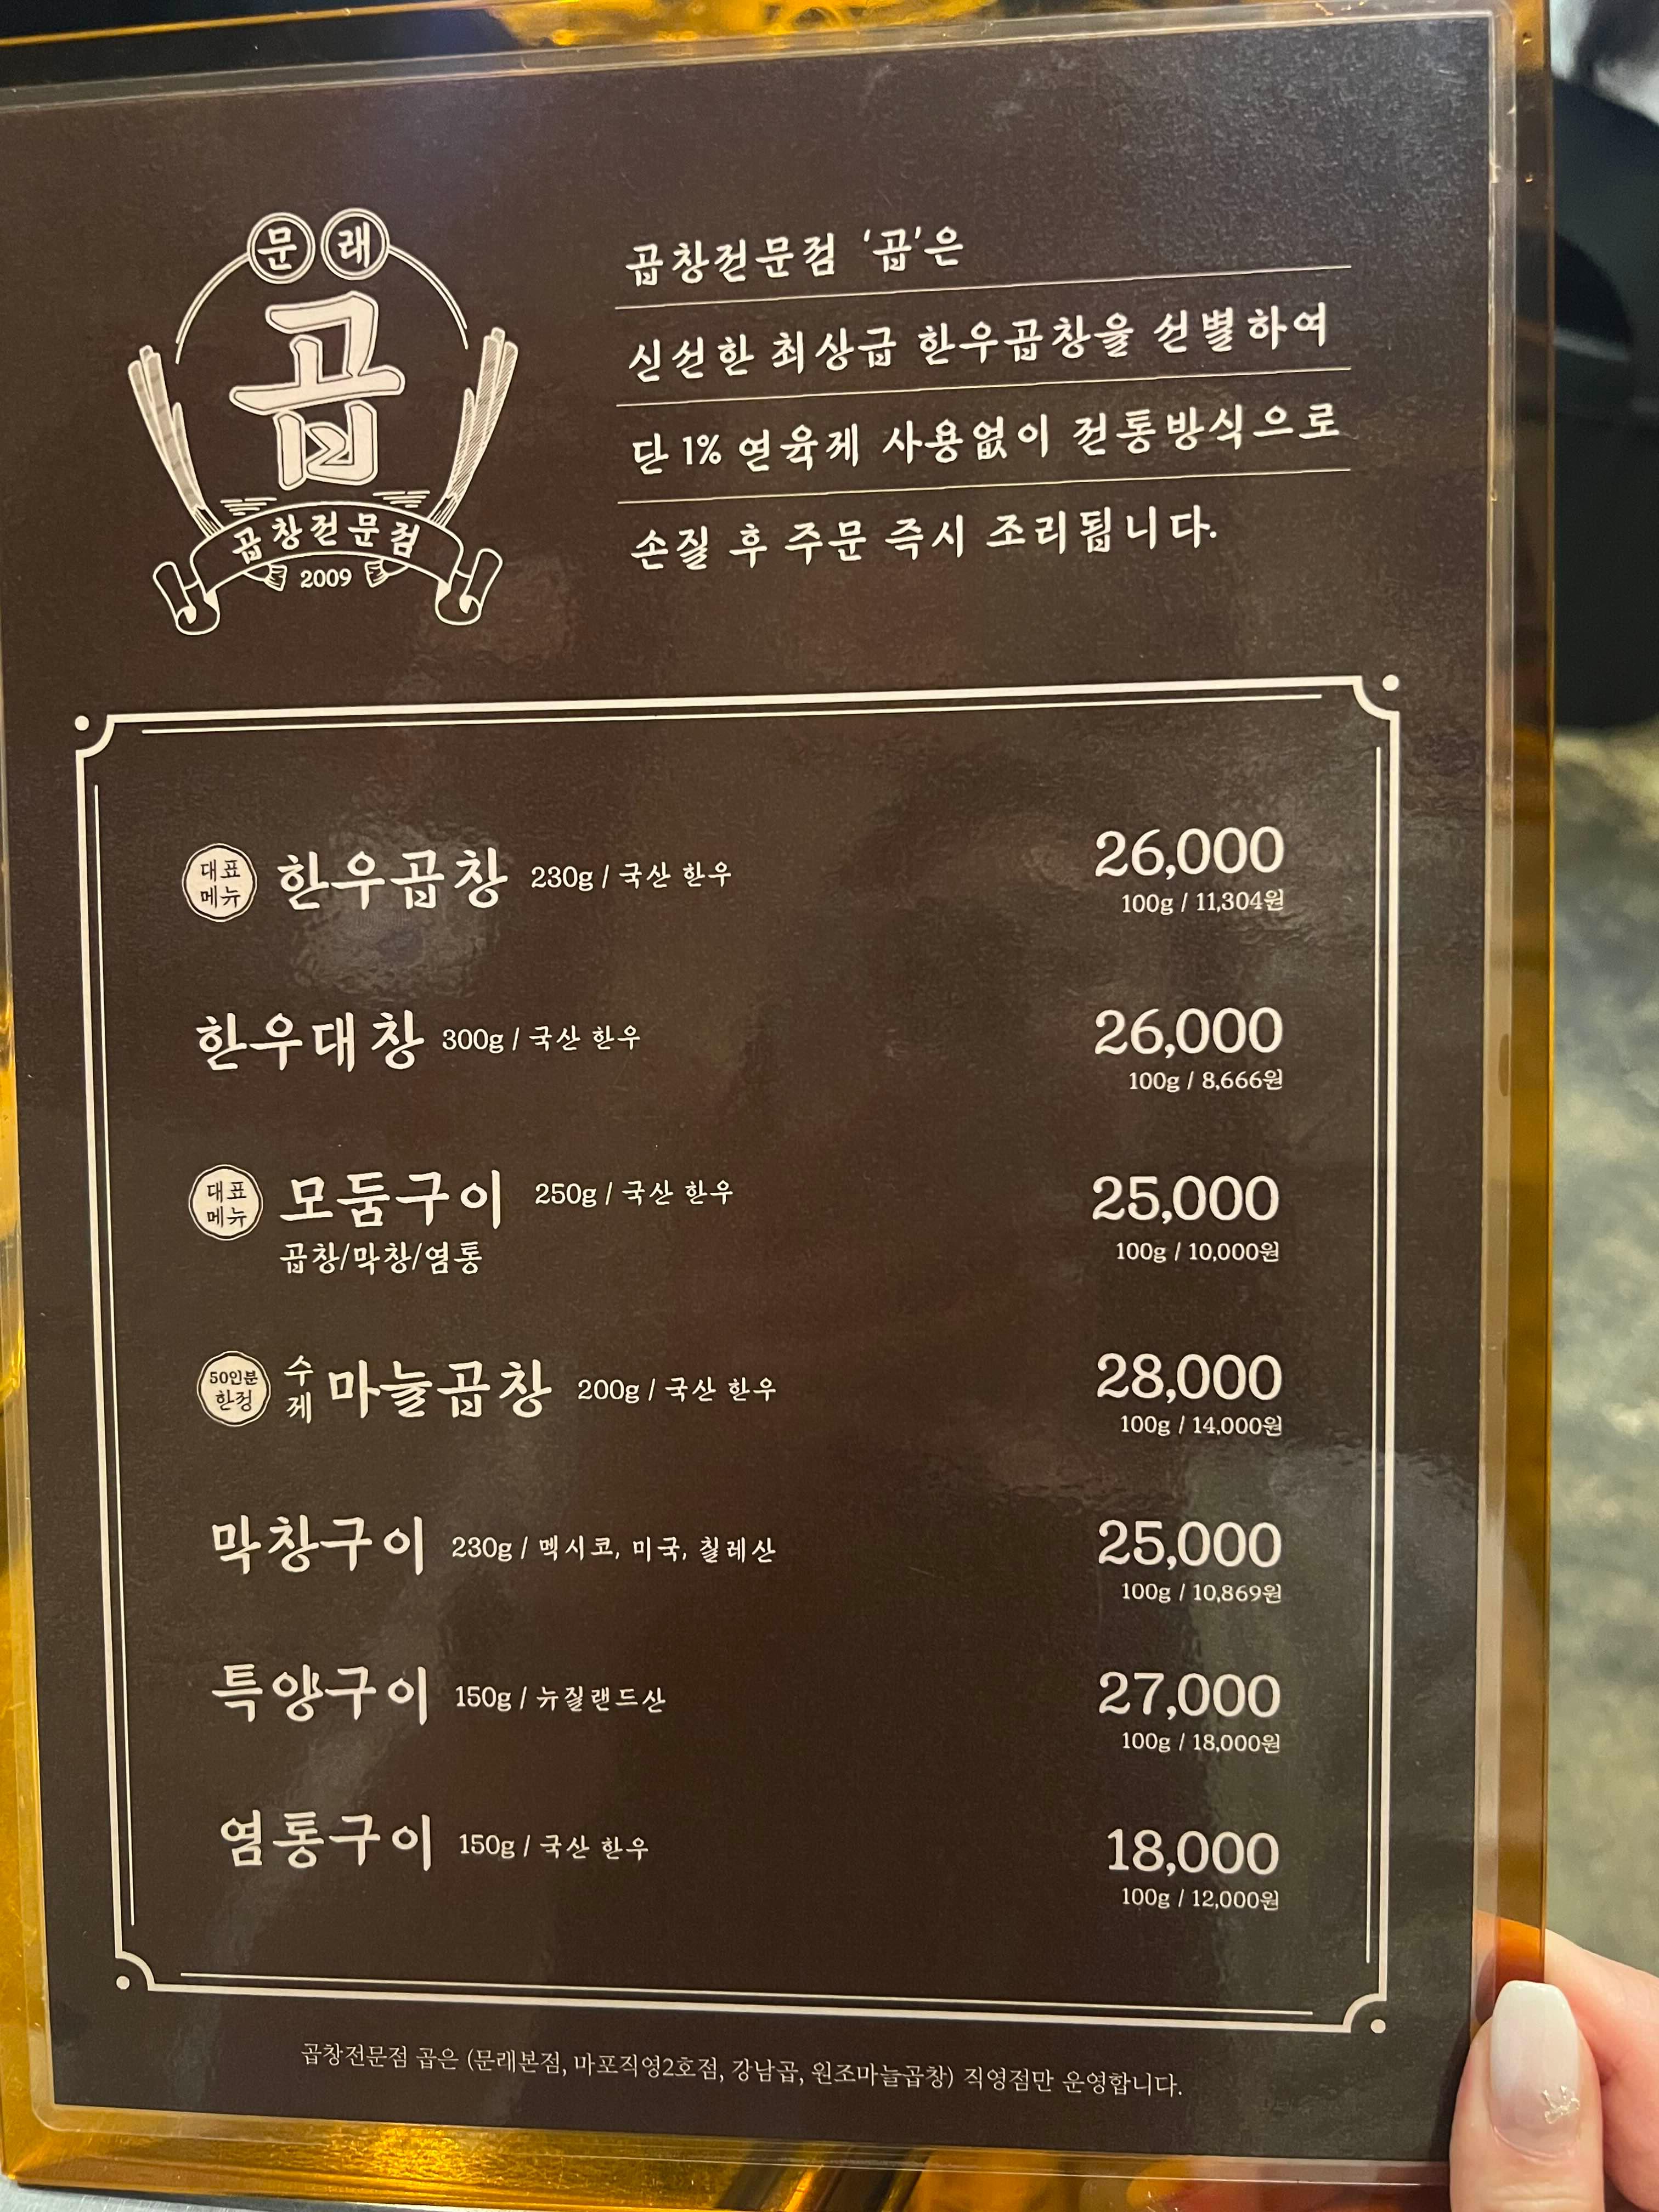 문래
곱
곱창전문점
2009
곱창전문점 '곱'은
신선한 최상급 한우곱창을 선별하여
단 1% 연육제 사용없이 전통방식으로
손질 후 주문 즉시 조리됩니다.
대표
메뉴
한우곱창 230g / 국산 한우
26,000
100g / 11,304원
한우대창 300g / 국산 한우
26,000
100g / 8,666원
대표
메뉴
모둠구이 250g / 국산 한우
곱창/막창/염통
25,000
100g / 10,000원
50인분
한정
수제 마늘곱창 200g / 국산 한우
28,000
100g / 14,000원
막창구이 230g / 멕시코, 미국, 칠레산
25,000
100g / 10,869원
특양구이 150g / 뉴질랜드산
27,000
100g / 18,000원
염통구이 150g / 국산 한우
18,000
100g / 12,000원
곱창전문점 곱은 (문래본점, 마포직영2호점, 강남곱, 원조마늘곱창) 직영점만 운영합니다.